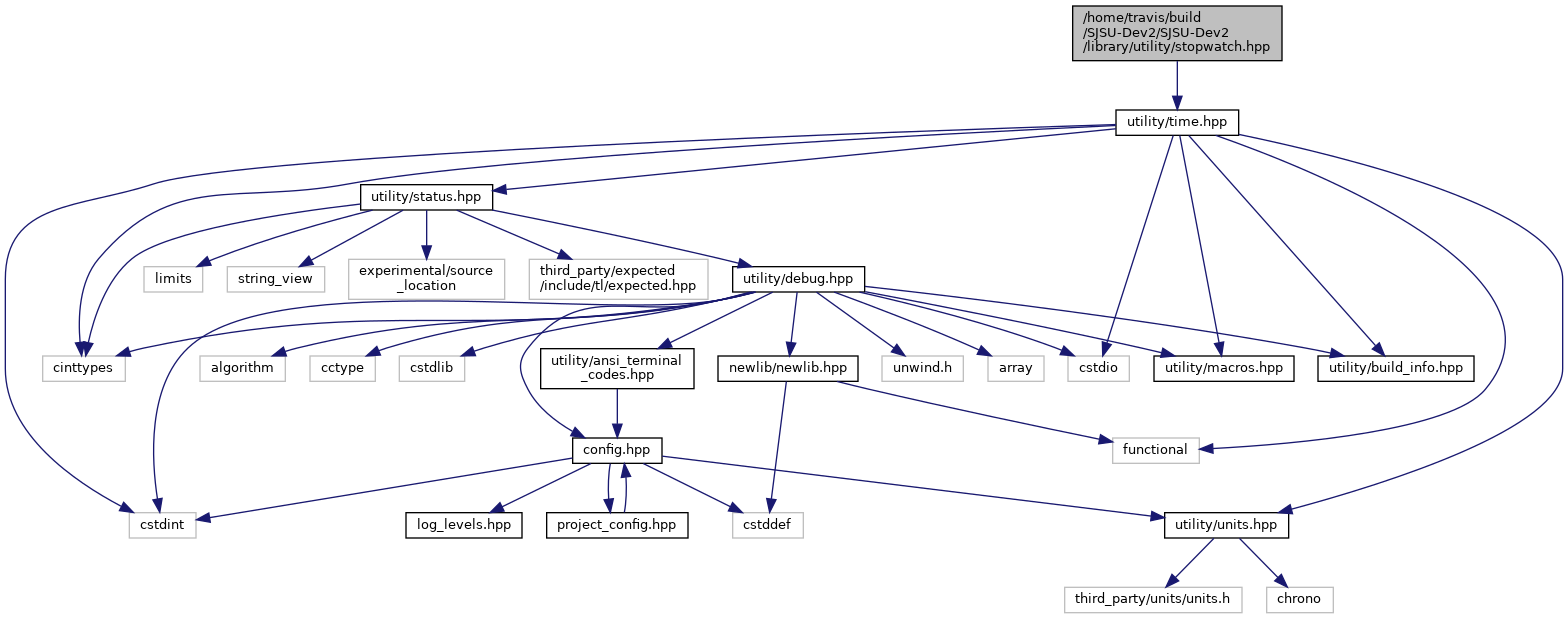 /home/travis/build
/SJSU-Dev2/SJSU-Dev2
/library/utility/stopwatch.hpp
utility/time.hpp
utility/status.hpp
limits
string_view
experimental/source
_location
third_party/expected
/include/tl/expected.hpp
utility/debug.hpp
cinttypes
algorithm
cctype
cstdlib
utility/ansi_terminal
_codes.hpp
newlib/newlib.hpp
unwind.h
array
cstdio
utility/macros.hpp
utility/build_info.hpp
config.hpp
functional
cstdint
log_levels.hpp
project_config.hpp
cstddef
utility/units.hpp
third_party/units/units.h
chrono